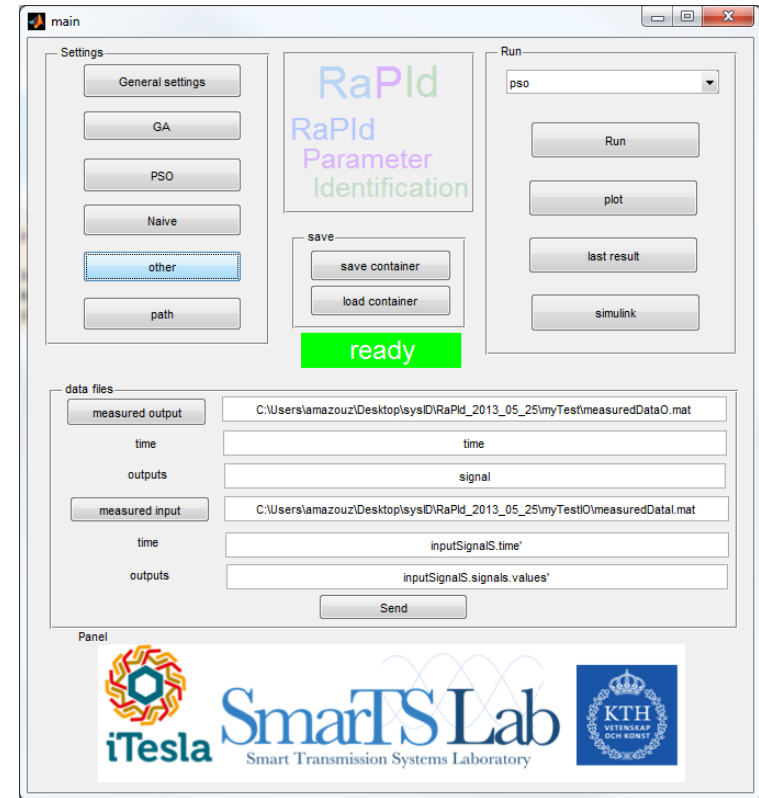 main
Settings
General settings
GA
PSO
Naive
other
path
RaPId
RaPId
Parameter
Identification
save
save container
load container
ready
Run
pso
Run
plot
last result
simulink
data files
measured output
C:\Users\amazouz\Desktop\sysID\RaPId_2013_05_25\myTest\measuredDataO.mat
time
time
outputs
signal
measured input
C:\Users\amazouz\Desktop\sysID\RaPId_2013_05_25\myTestIO\measuredDataI.mat
time
inputSignalS.time'
outputs
inputSignalS.signals.values'
Send
Panel
iTesla
SmarTS Lab
Smart Transmission Systems Laboratory
KTH
VETENSKAP
OCH KONST